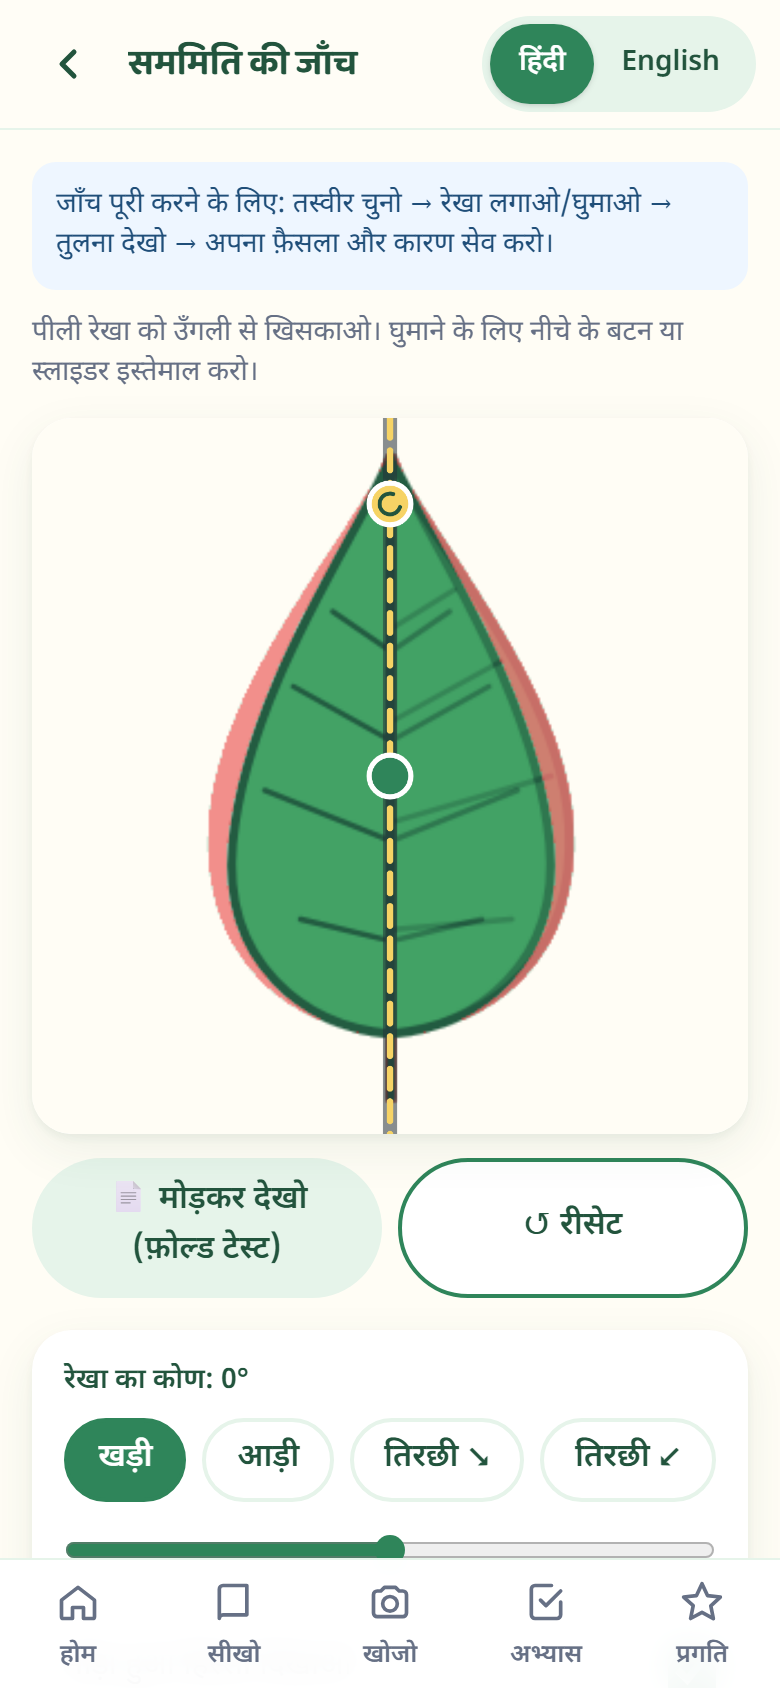 सममिति की जाँच
हिंदी
English
जाँच पूरी करने के लिए: तस्वीर चुनो → रेखा लगाओ/घुमाओ →
तुलना देखो → अपना फ़ैसला और कारण सेव करो।
पीली रेखा को उँगली से खिसकाओ। घुमाने के लिए नीचे के बटन या
स्लाइडर इस्तेमाल करो।
मोड़कर देखो
(फ़ोल्ड टेस्ट)
↺ रीसेट
रेखा का कोण: 0°
खड़ी
आड़ी
तिरछी ↘
तिरछी ↙
होम
सीखो
खोजो
अभ्यास
प्रगति